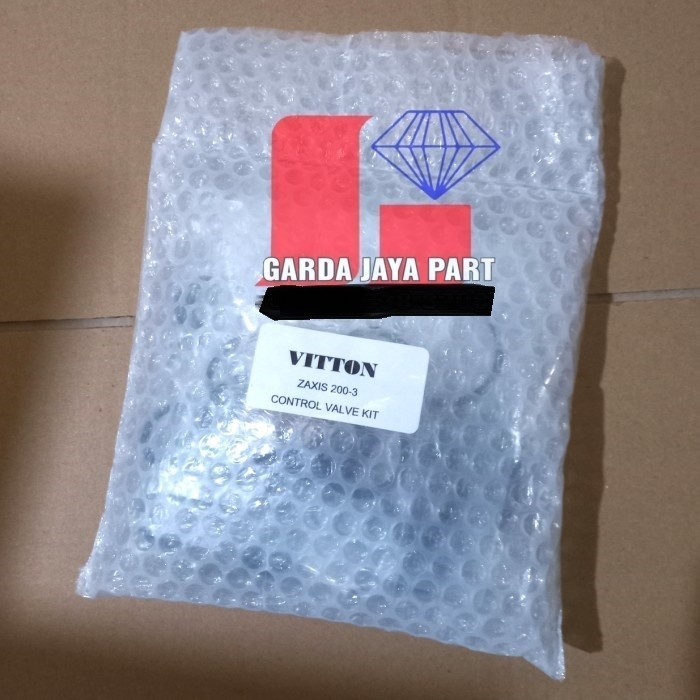 GARDA JAYA PART
VITTON
ZAXIS 200-3
CONTROL VALVE KIT